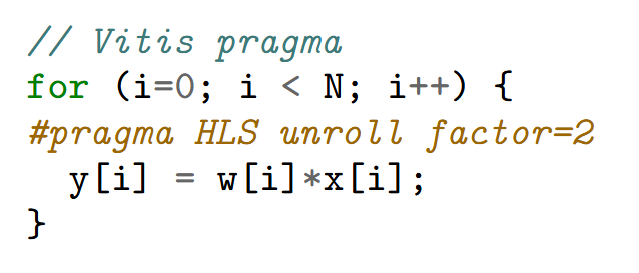 // Vitis pragma
for (i=0; i < N; i++) {
#pragma HLS unroll factor=2
  y[i] = w[i]*x[i];
}